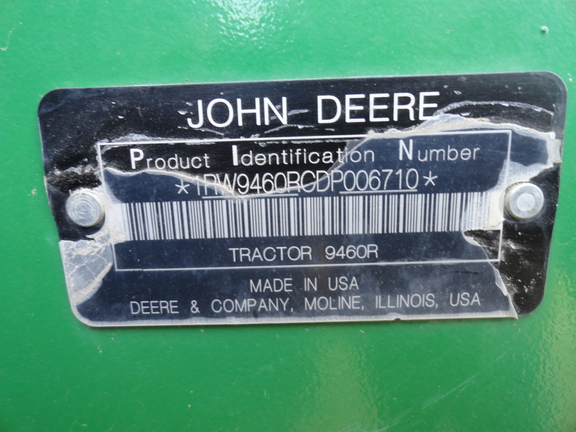 JOHN DEERE
Product Identification Number
*1RW9460RCDP006710*
TRACTOR 9460R
MADE IN USA
DEERE & COMPANY, MOLINE, ILLINOIS, USA